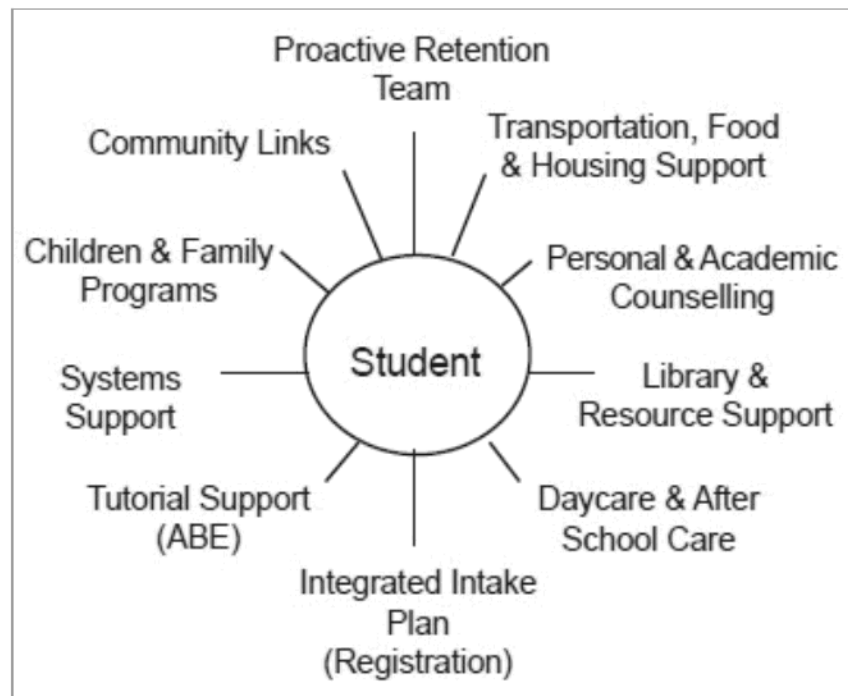 Proactive Retention
Team
Community Links
Transportation, Food
& Housing Support
Children & Family
Programs
Personal & Academic
Counselling
Student
Systems
Support
Library &
Resource Support
Tutorial Support
(ABE)
Daycare & After
School Care
Integrated Intake
Plan
(Registration)